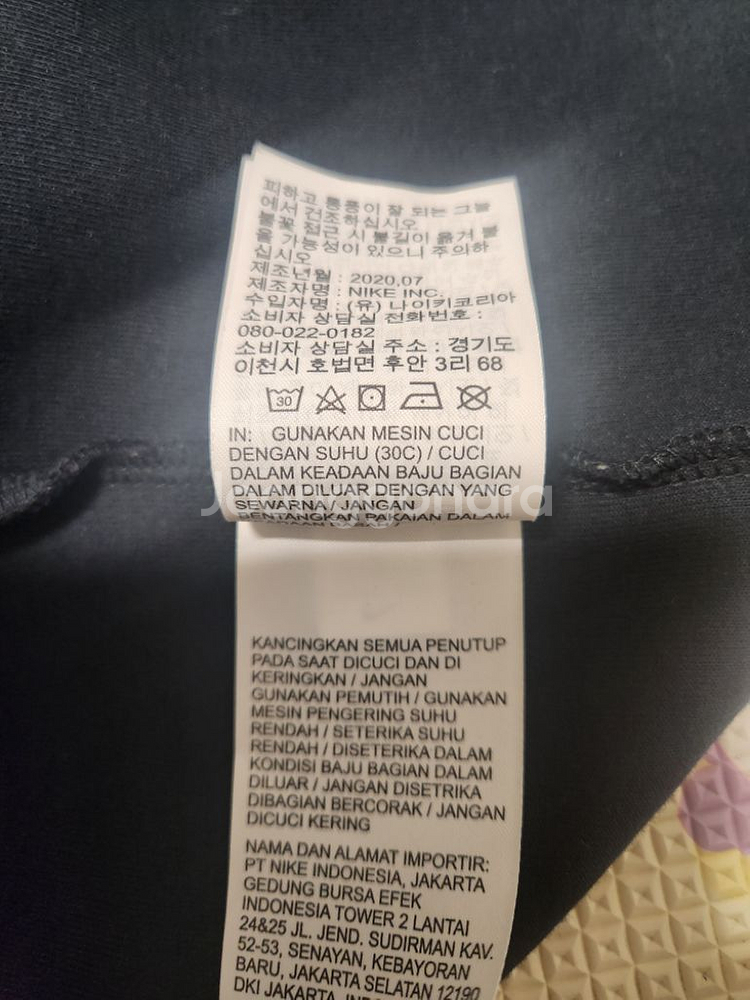 피하고 통풍이 잘 되는 그늘
에서 건조하십시오
불꽃 접근 시 불길이 옮겨 붙
을 가능성이 있으니 주의하
십시오
제조년월 : 2020.07
제조자명 : NIKE INC.
수입자명 : (유) 나이키코리아
소비자 상담실 전화번호 :
080-022-0182
소비자 상담실 주소 : 경기도
이천시 호법면 후안 3리 68
30
IN: GUNAKAN MESIN CUCI
DENGAN SUHU (30C) / CUCI
DALAM KEADAAN BAJU BAGIAN
DALAM DILUAR DENGAN YANG
SEWARNA / JANGAN
BENTANGKAN PAKAIAN DALAM
KANCINGKAN SEMUA PENUTUP
PADA SAAT DICUCI DAN DI
KERINGKAN / JANGAN
GUNAKAN PEMUTIH / GUNAKAN
MESIN PENGERING SUHU
RENDAH / SETERIKA SUHU
RENDAH / DISETERIKA DALAM
KONDISI BAJU BAGIAN DALAM
DILUAR / JANGAN DISETRIKA
DIBAGIAN BERCORAK / JANGAN
DICUCI KERING
NAMA DAN ALAMAT IMPORTIR:
PT NIKE INDONESIA, JAKARTA
GEDUNG BURSA EFEK
INDONESIA TOWER 2 LANTAI
24&25 JL. JEND. SUDIRMAN KAV.
52-53, SENAYAN, KEBAYORAN
BARU, JAKARTA SELATAN 12190
DKI JAKARTA,